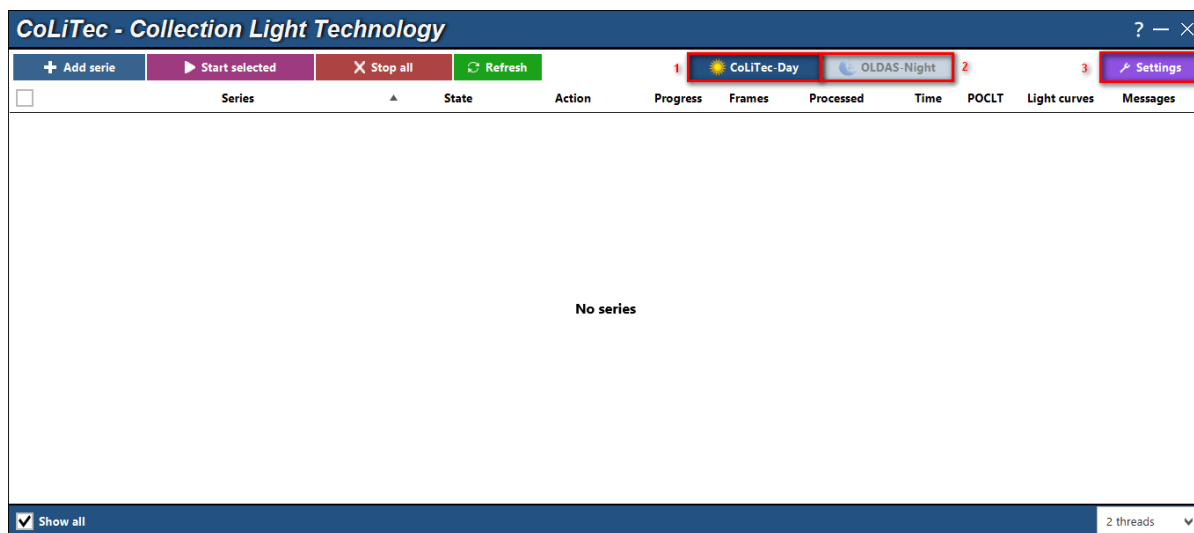 CoLiTec - Collection Light Technology ?
Add serie Start selected Stop all Refresh 1 CoLiTec-Day OLDAS-Night 2 3 Settings
Series State Action Progress Frames Processed Time POCLT Light curves Messages
No series
Show all 2 threads